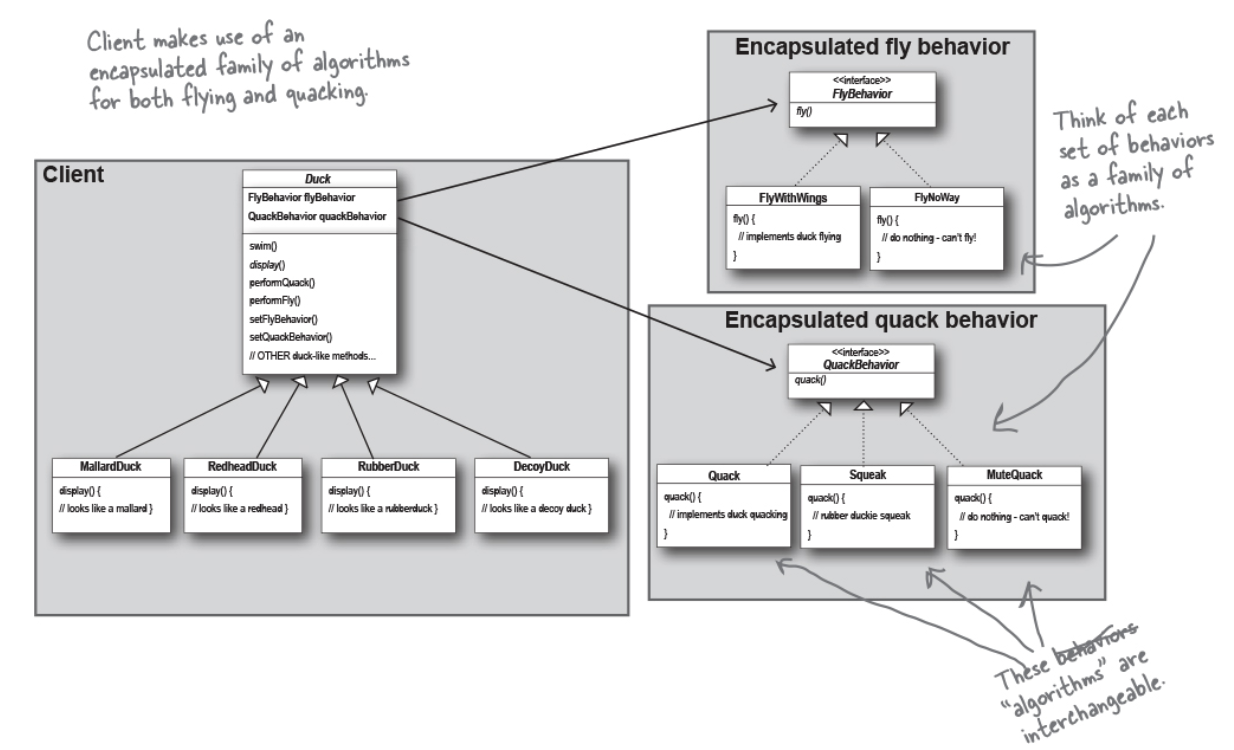 Client makes use of an
encapsulated family of algorithms
for both flying and quacking.
Client
Duck
FlyBehavior flyBehavior
QuackBehavior quackBehavior
swim()
display()
performQuack()
performFly()
setFlyBehavior()
setQuackBehavior()
// OTHER duck-like methods...
MallardDuck
display() {
// looks like a mallard }
RedheadDuck
display() {
// looks like a redhead }
RubberDuck
display() {
// looks like a rubberduck }
DecoyDuck
display() {
// looks like a decoy duck }
Encapsulated fly behavior
<<interface>>
FlyBehavior
fly()
FlyWithWings
fly() {
// implements duck flying
}
FlyNoWay
fly() {
// do nothing - can't fly!
}
Think of each
set of behaviors
as a family of
algorithms.
Encapsulated quack behavior
<<interface>>
QuackBehavior
quack()
Quack
quack() {
// implements duck quacking
}
Squeak
quack() {
// rubber duckie squeak
}
MuteQuack
quack() {
// do nothing - can't quack!
}
These behaviors
“algorithms” are
interchangeable.